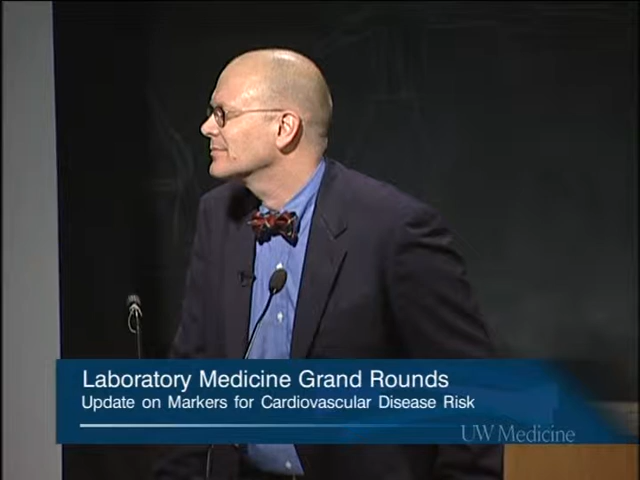 Laboratory Medicine Grand Rounds
Update on Markers for Cardiovascular Disease Risk
UW Medicine